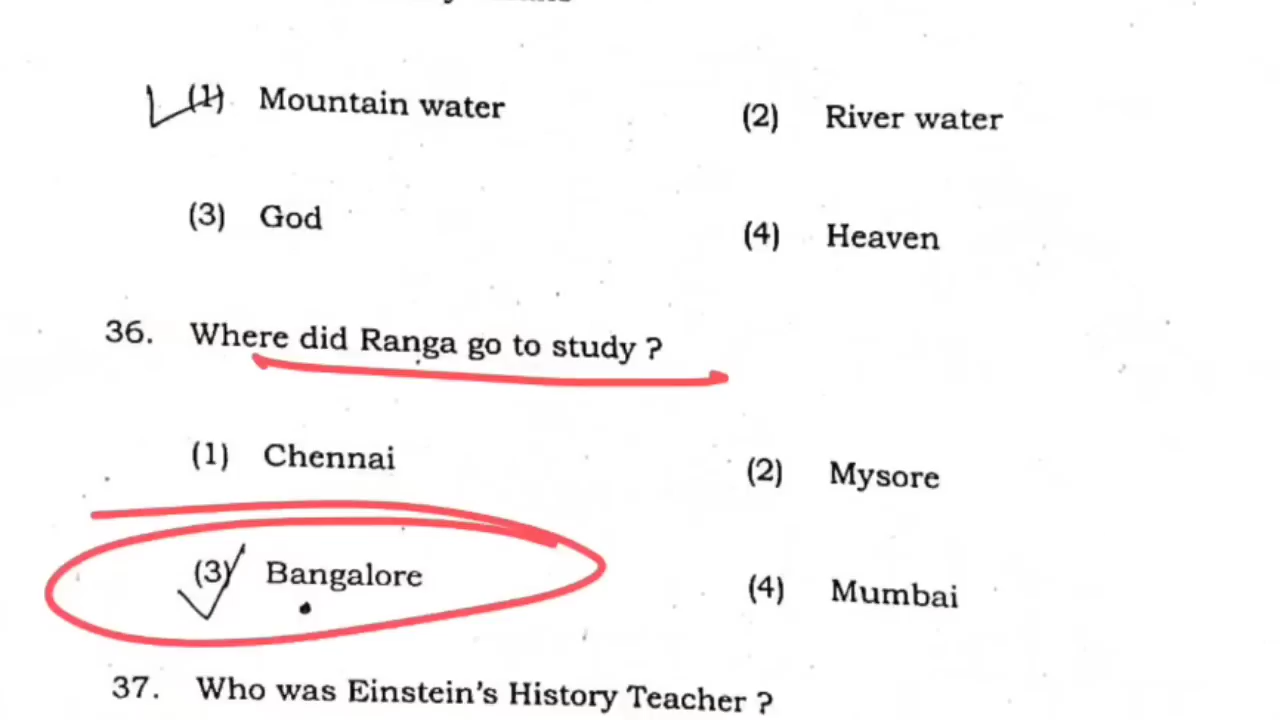 (1) Mountain water (2) River water
(3) God (4) Heaven
36. Where did Ranga go to study ?
(1) Chennai (2) Mysore
(3) Bangalore (4) Mumbai
37. Who was Einstein's History Teacher ?